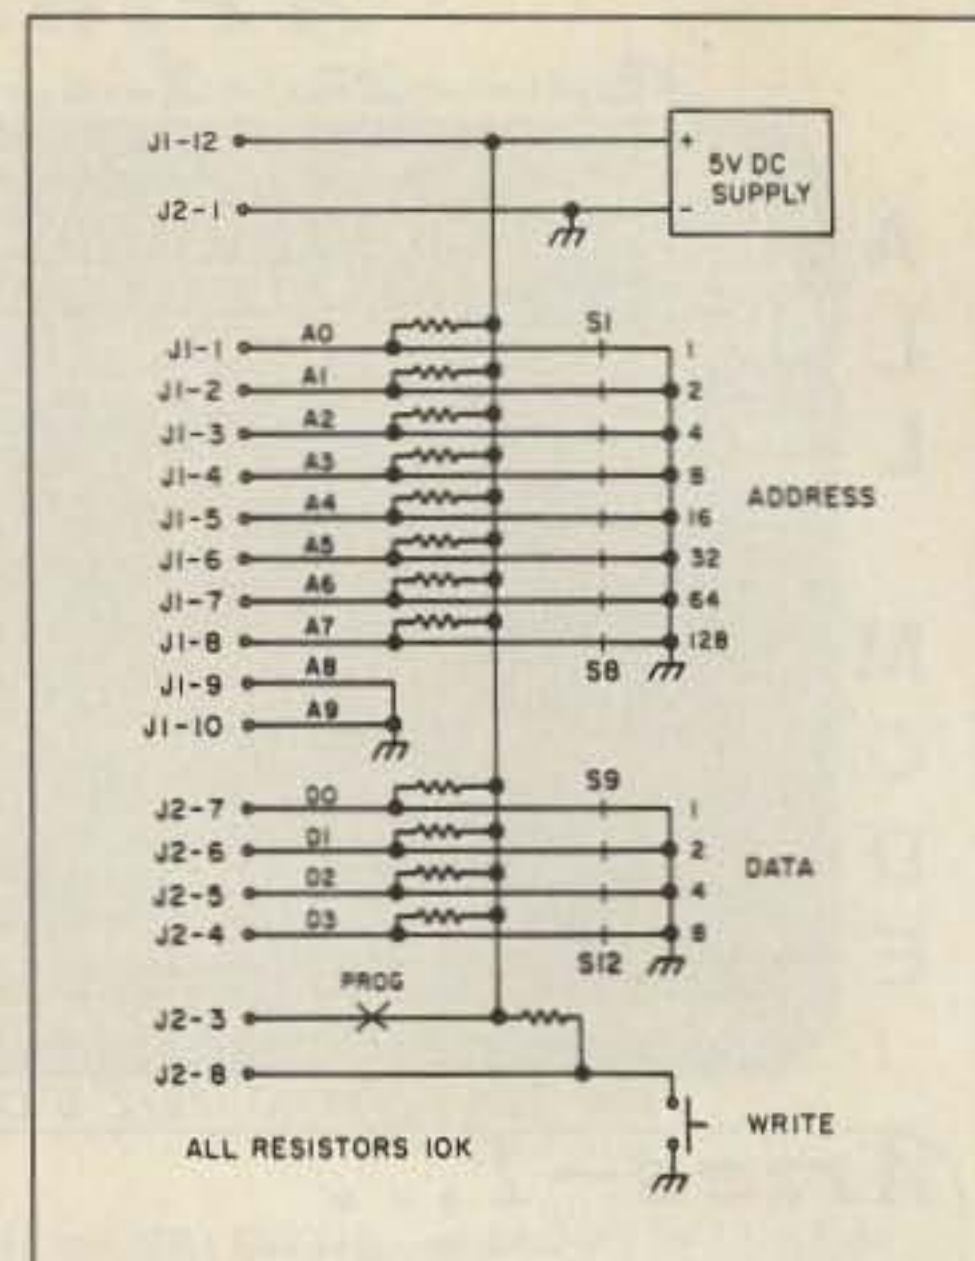 J1-12
+
5V DC
SUPPLY
J2-1
-
S1
J1-1 A0 1
J1-2 A1 2
J1-3 A2 4
J1-4 A3 8
ADDRESS
J1-5 A4 16
J1-6 A5 32
J1-7 A6 64
J1-8 A7 128
S8
J1-9 A8
J1-10 A9
S9
J2-7 D0 1
J2-6 D1 2
DATA
J2-5 D2 4
J2-4 D3 8
S12
PROG
J2-3
J2-8
WRITE
ALL RESISTORS 10K